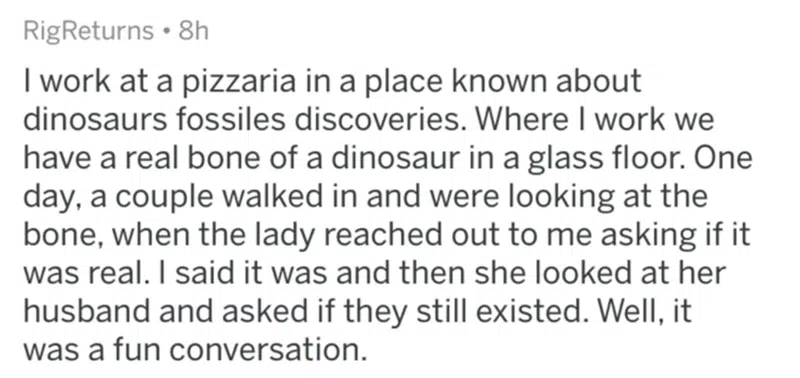 RigReturns • 8h
I work at a pizzaria in a place known about
dinosaurs fossiles discoveries. Where I work we
have a real bone of a dinosaur in a glass floor. One
day, a couple walked in and were looking at the
bone, when the lady reached out to me asking if it
was real. I said it was and then she looked at her
husband and asked if they still existed. Well, it
was a fun conversation.